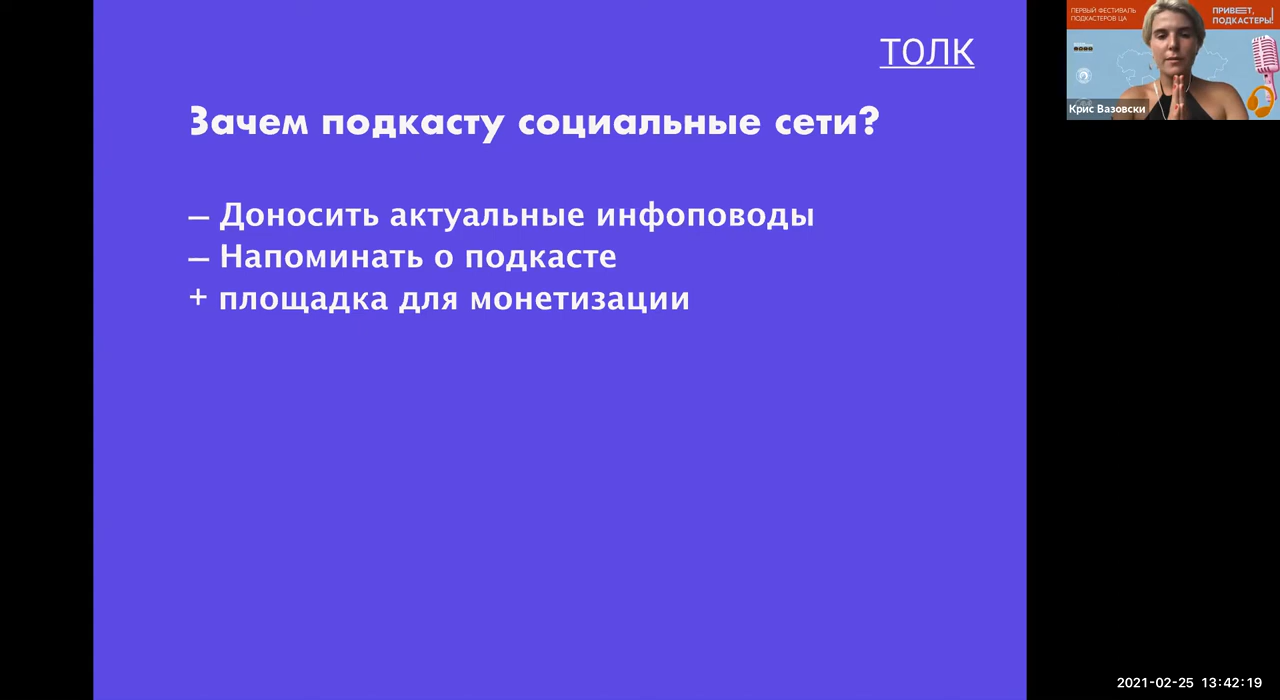 ТОЛК
Зачем подкасту социальные сети?
— Доносить актуальные инфоповоды
— Напоминать о подкасте
+ площадка для монетизации
ПЕРВЫЙ ФЕСТИВАЛЬ
ПОДКАСТЕРОВ ЦА
ПРИВЕТ,
ПОДКАСТЕРЫ!
Крис Вазовски
2021-02-25 13:42:19